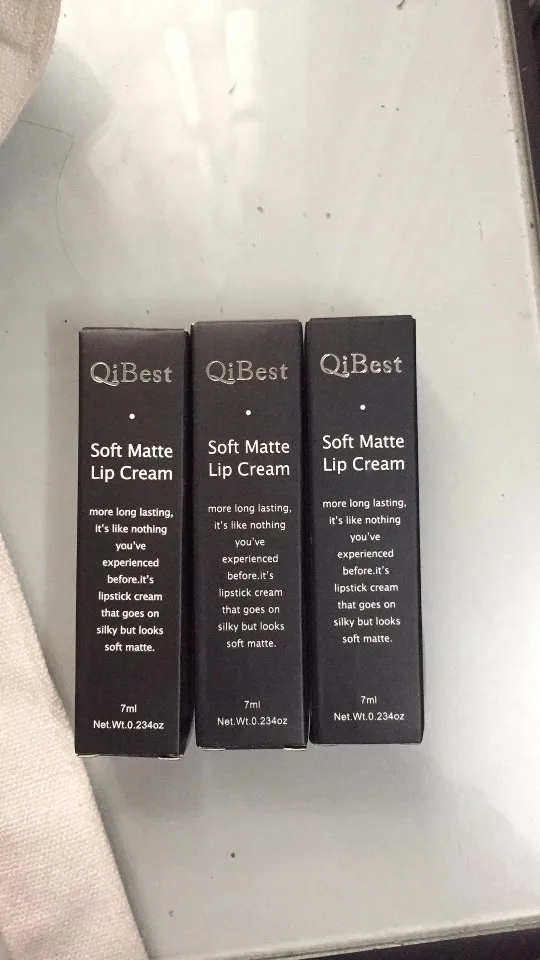 QiBest
Soft Matte
Lip Cream
more long lasting,
it's like nothing
you've
experienced
before.it's
lipstick cream
that goes on
silky but looks
soft matte.
7ml
Net.Wt.0.234oz
QiBest
Soft Matte
Lip Cream
more long lasting,
it's like nothing
you've
experienced
before.it's
lipstick cream
that goes on
silky but looks
soft matte.
7ml
Net.Wt.0.234oz
QiBest
Soft Matte
Lip Cream
more long lasting,
it's like nothing
you've
experienced
before.it's
lipstick cream
that goes on
silky but looks
soft matte.
7ml
Net.Wt.0.234oz